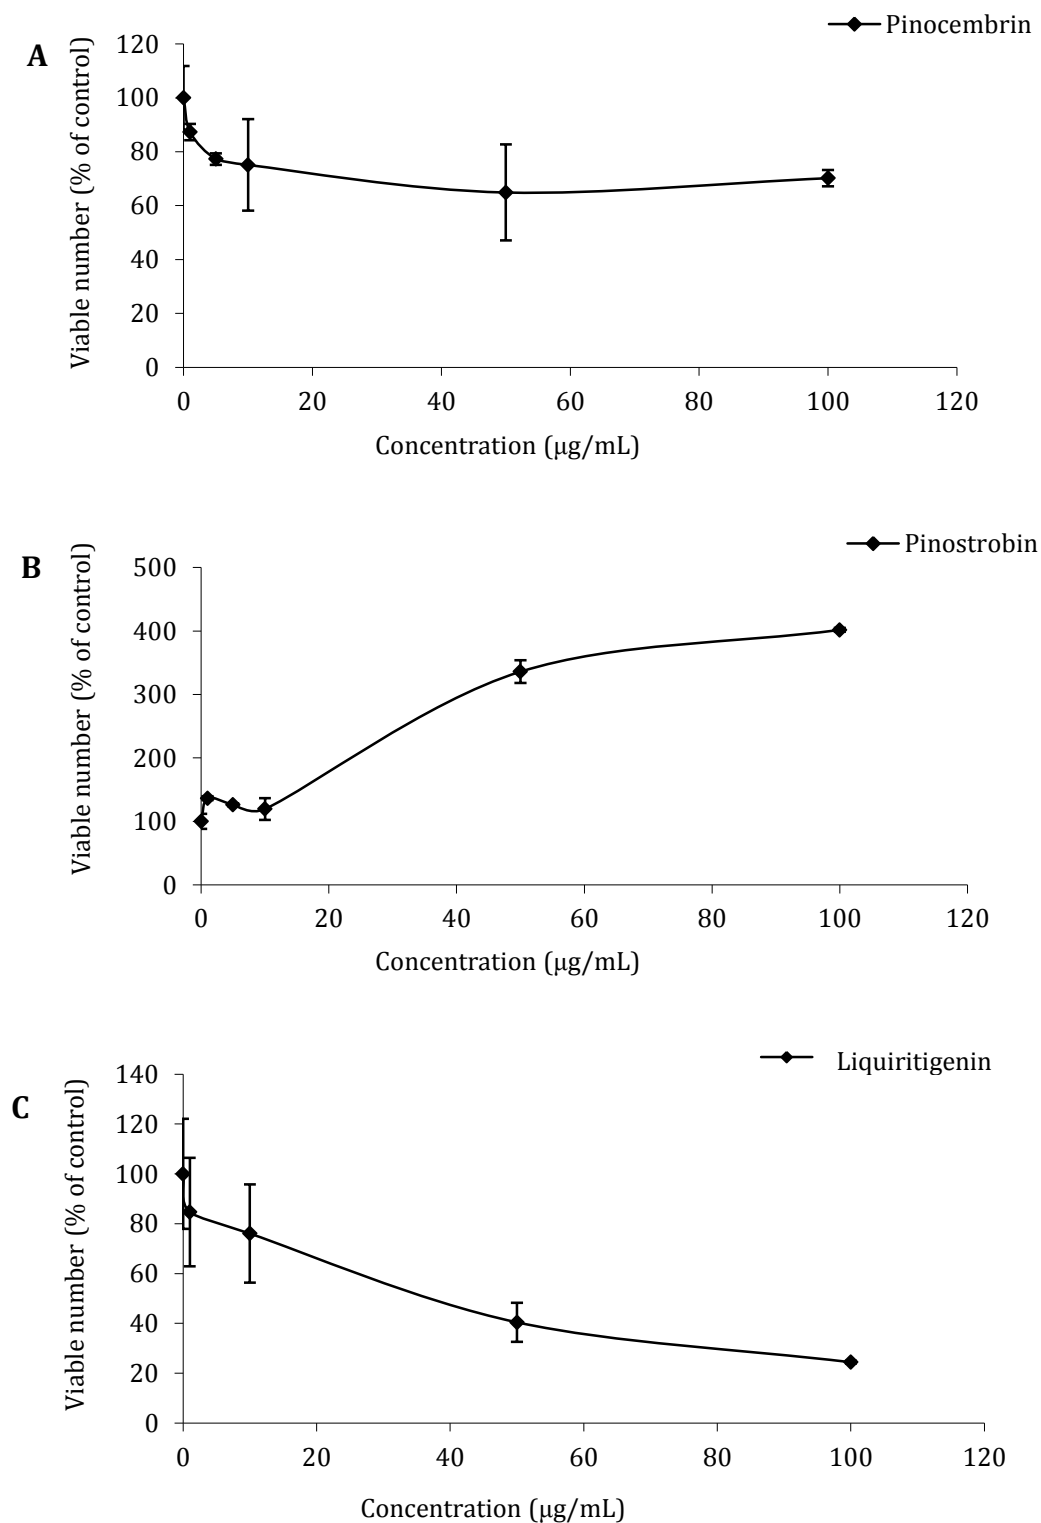 Pinocembrin
A
Viable number (% of control)
120
100
80
60
40
20
0
0 20 40 60 80 100 120
Concentration (μg/mL)
Pinostrobin
B
Viable number (% of control)
500
400
300
200
100
0
0 20 40 60 80 100 120
Concentration (μg/mL)
Liquiritigenin
C
Viable number (% of control)
140
120
100
80
60
40
20
0
0 20 40 60 80 100 120
Concentration (μg/mL)